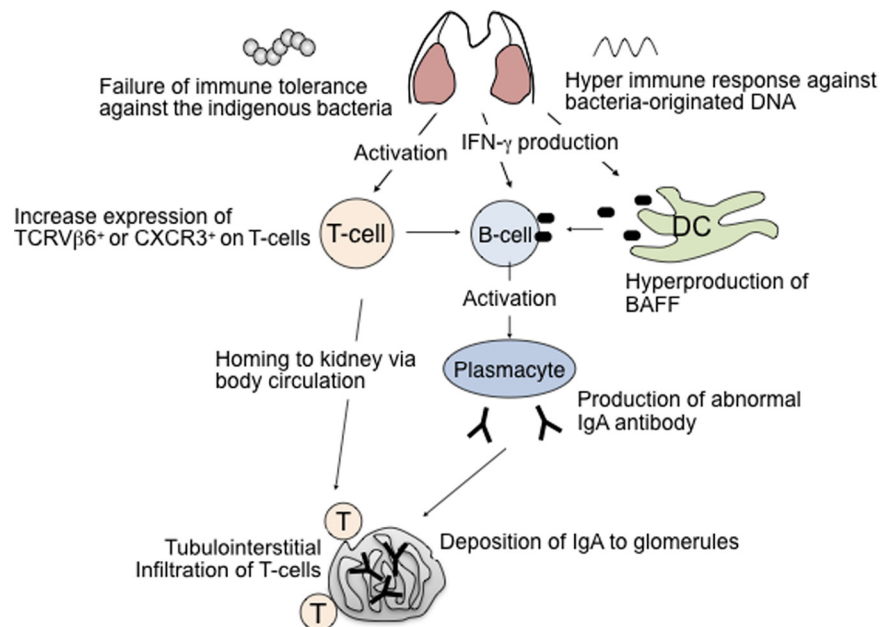 Failure of immune tolerance
against the indigenous bacteria
Hyper immune response against
bacteria-originated DNA
Activation
IFN-γ production
Increase expression of
TCRVβ6⁺ or CXCR3⁺ on T-cells
T-cell
B-cell
DC
Hyperproduction of
BAFF
Activation
Homing to kidney via
body circulation
Plasmacyte
Production of abnormal
IgA antibody
T
Tubulointerstitial
Infiltration of T-cells
Deposition of IgA to glomerules
T